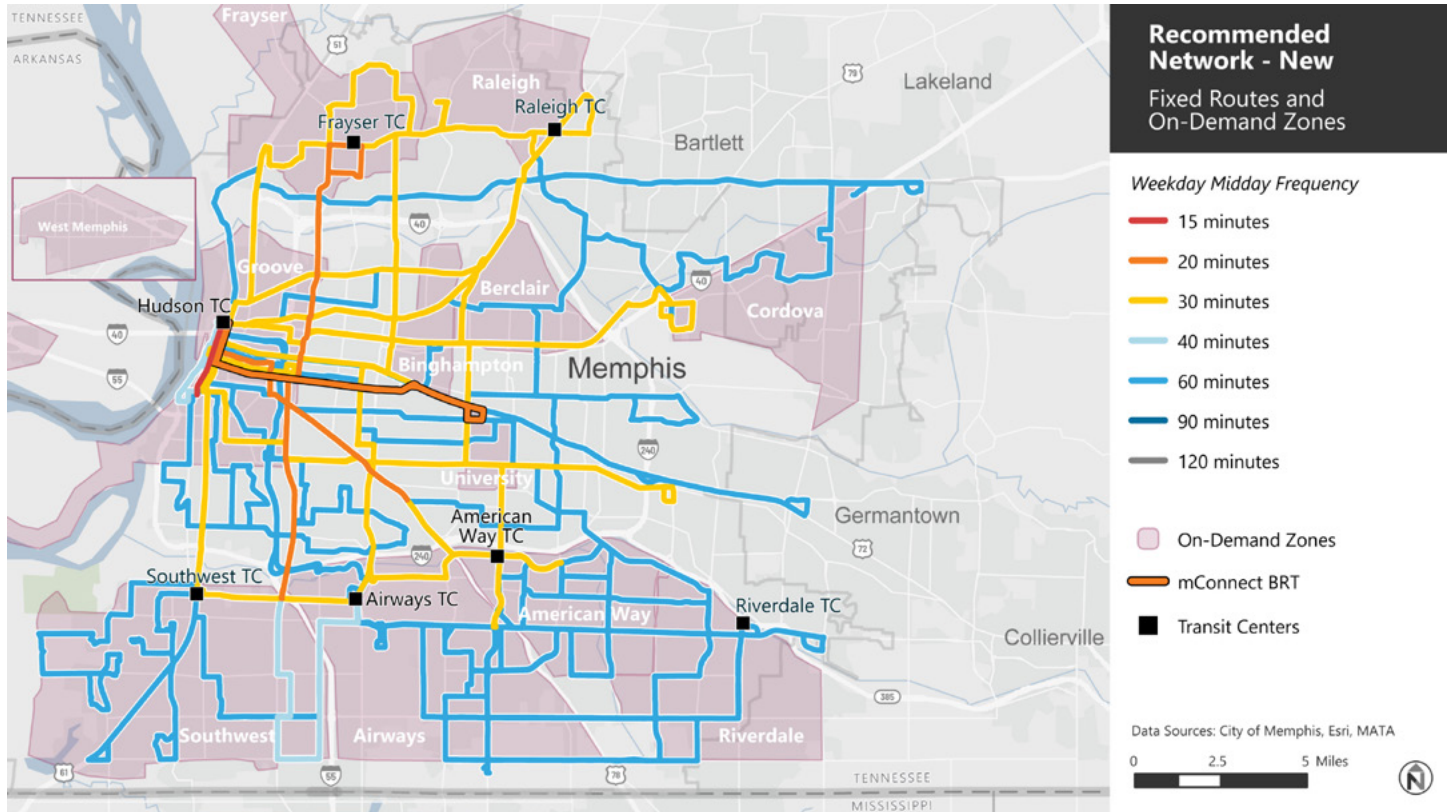 TENNESSEE
ARKANSAS
Frayser
51
Raleigh
Raleigh TC
Frayser TC
79
Lakeland
Bartlett
West Memphis
40
Groove
Berclair
40
Cordova
Hudson TC
40
55
Binghampton
Memphis
240
University
American
Way TC
Germantown
72
240
Southwest TC
Airways TC
American Way
Riverdale TC
Collierville
385
Southwest
Airways
Riverdale
61
55
78
TENNESSEE
MISSISSIPPI
Recommended
Network - New
Fixed Routes and
On-Demand Zones
Weekday Midday Frequency
15 minutes
20 minutes
30 minutes
40 minutes
60 minutes
90 minutes
120 minutes
On-Demand Zones
mConnect BRT
Transit Centers
Data Sources: City of Memphis, Esri, MATA
0 2.5 5 Miles
N